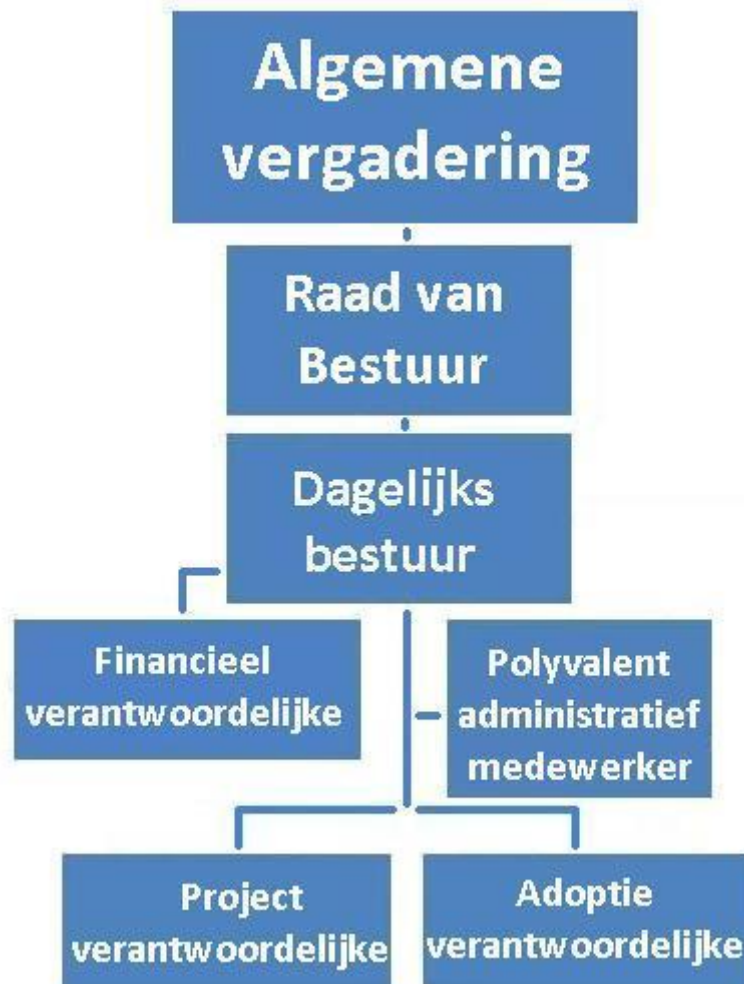 Algemene
vergadering
Raad van
Bestuur
Dagelijks
bestuur
Financieel
verantwoordelijke
Polyvalent
administratief
medewerker
Project
verantwoordelijke
Adoptie
verantwoordelijke